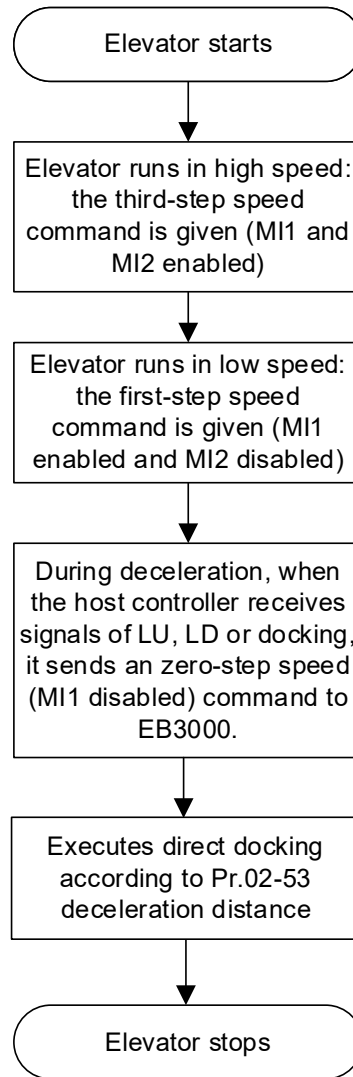 Elevator starts
Elevator runs in high speed:
the third-step speed
command is given (MI1 and
MI2 enabled)
Elevator runs in low speed:
the first-step speed
command is given (MI1
enabled and MI2 disabled)
During deceleration, when
the host controller receives
signals of LU, LD or docking,
it sends an zero-step speed
(MI1 disabled) command to
EB3000.
Executes direct docking
according to Pr.02-53
deceleration distance
Elevator stops